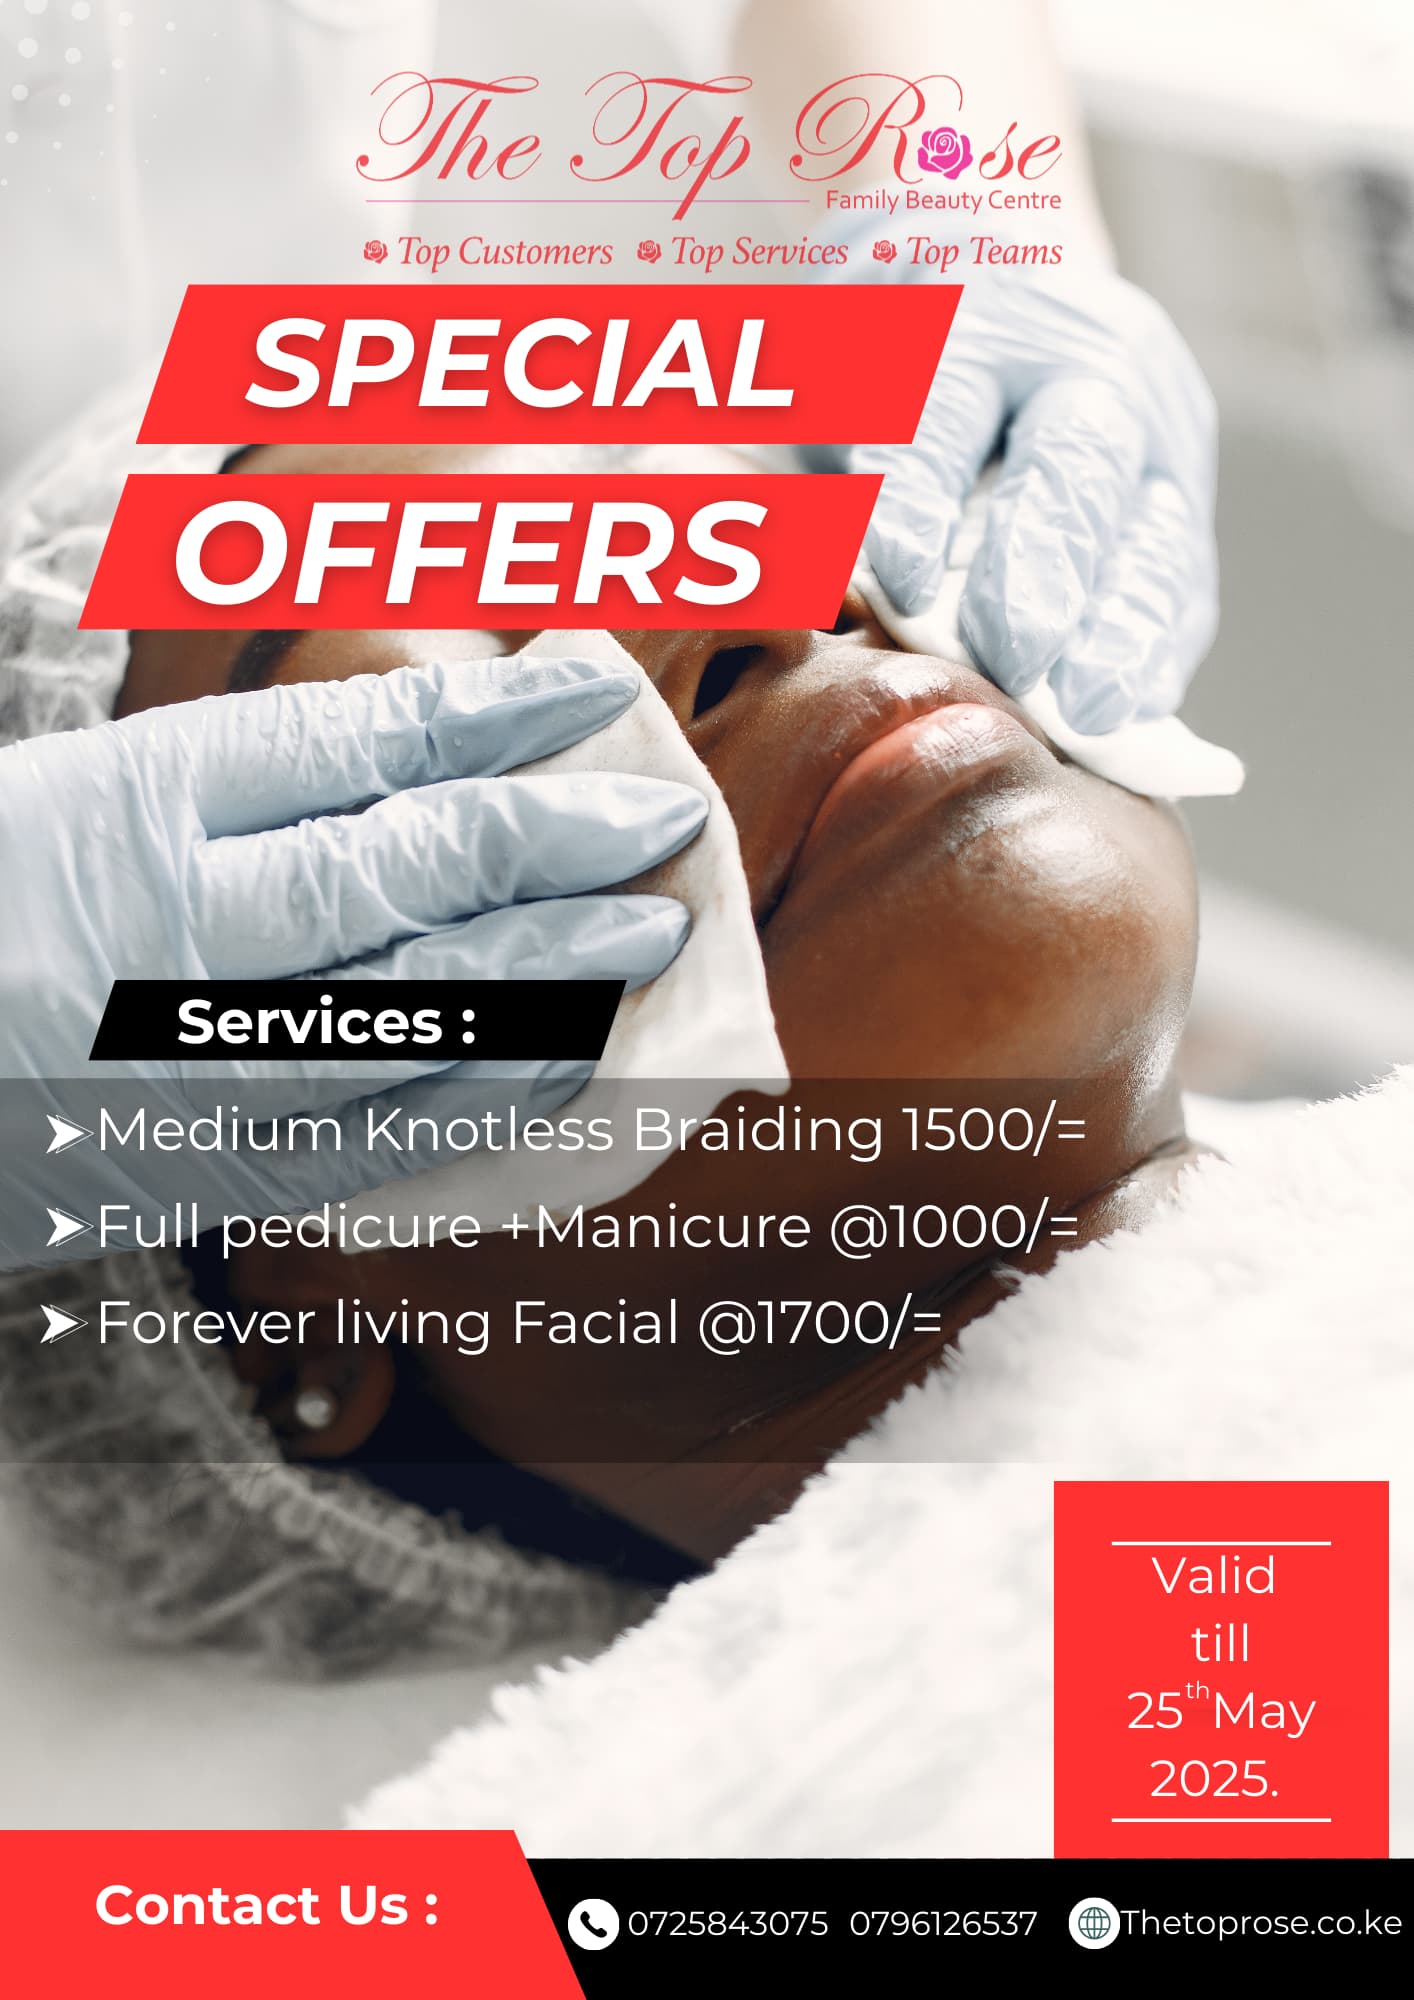 The Top Rose
Family Beauty Centre
Top Customers Top Services Top Teams
SPECIAL
OFFERS
Services :
Medium Knotless Braiding 1500/=
Full pedicure +Manicure @1000/=
Forever living Facial @1700/=
Valid
till
25th May
2025.
Contact Us :
0725843075 0796126537 Thetoprose.co.ke